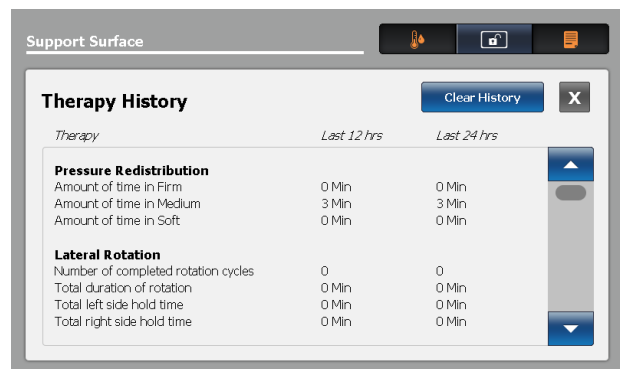 Support Surface
Therapy History
Clear History
X
Therapy Last 12 hrs Last 24 hrs
Pressure Redistribution
Amount of time in Firm 0 Min 0 Min
Amount of time in Medium 3 Min 3 Min
Amount of time in Soft 0 Min 0 Min
Lateral Rotation
Number of completed rotation cycles 0 0
Total duration of rotation 0 Min 0 Min
Total left side hold time 0 Min 0 Min
Total right side hold time 0 Min 0 Min